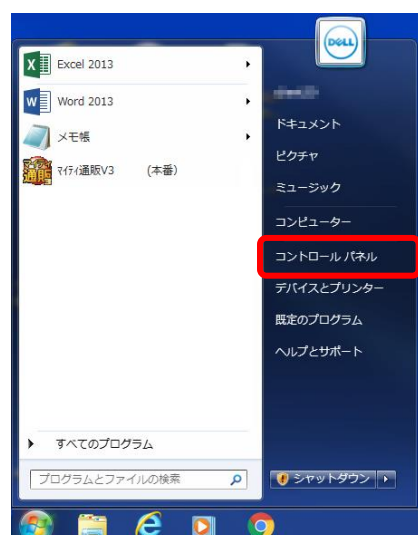 DELL
Excel 2013
Word 2013
メモ帳
マイティ通販V3 (本番)
すべてのプログラム
プログラムとファイルの検索
ドキュメント
ピクチャ
ミュージック
コンピューター
コントロール パネル
デバイスとプリンター
既定のプログラム
ヘルプとサポート
シャットダウン